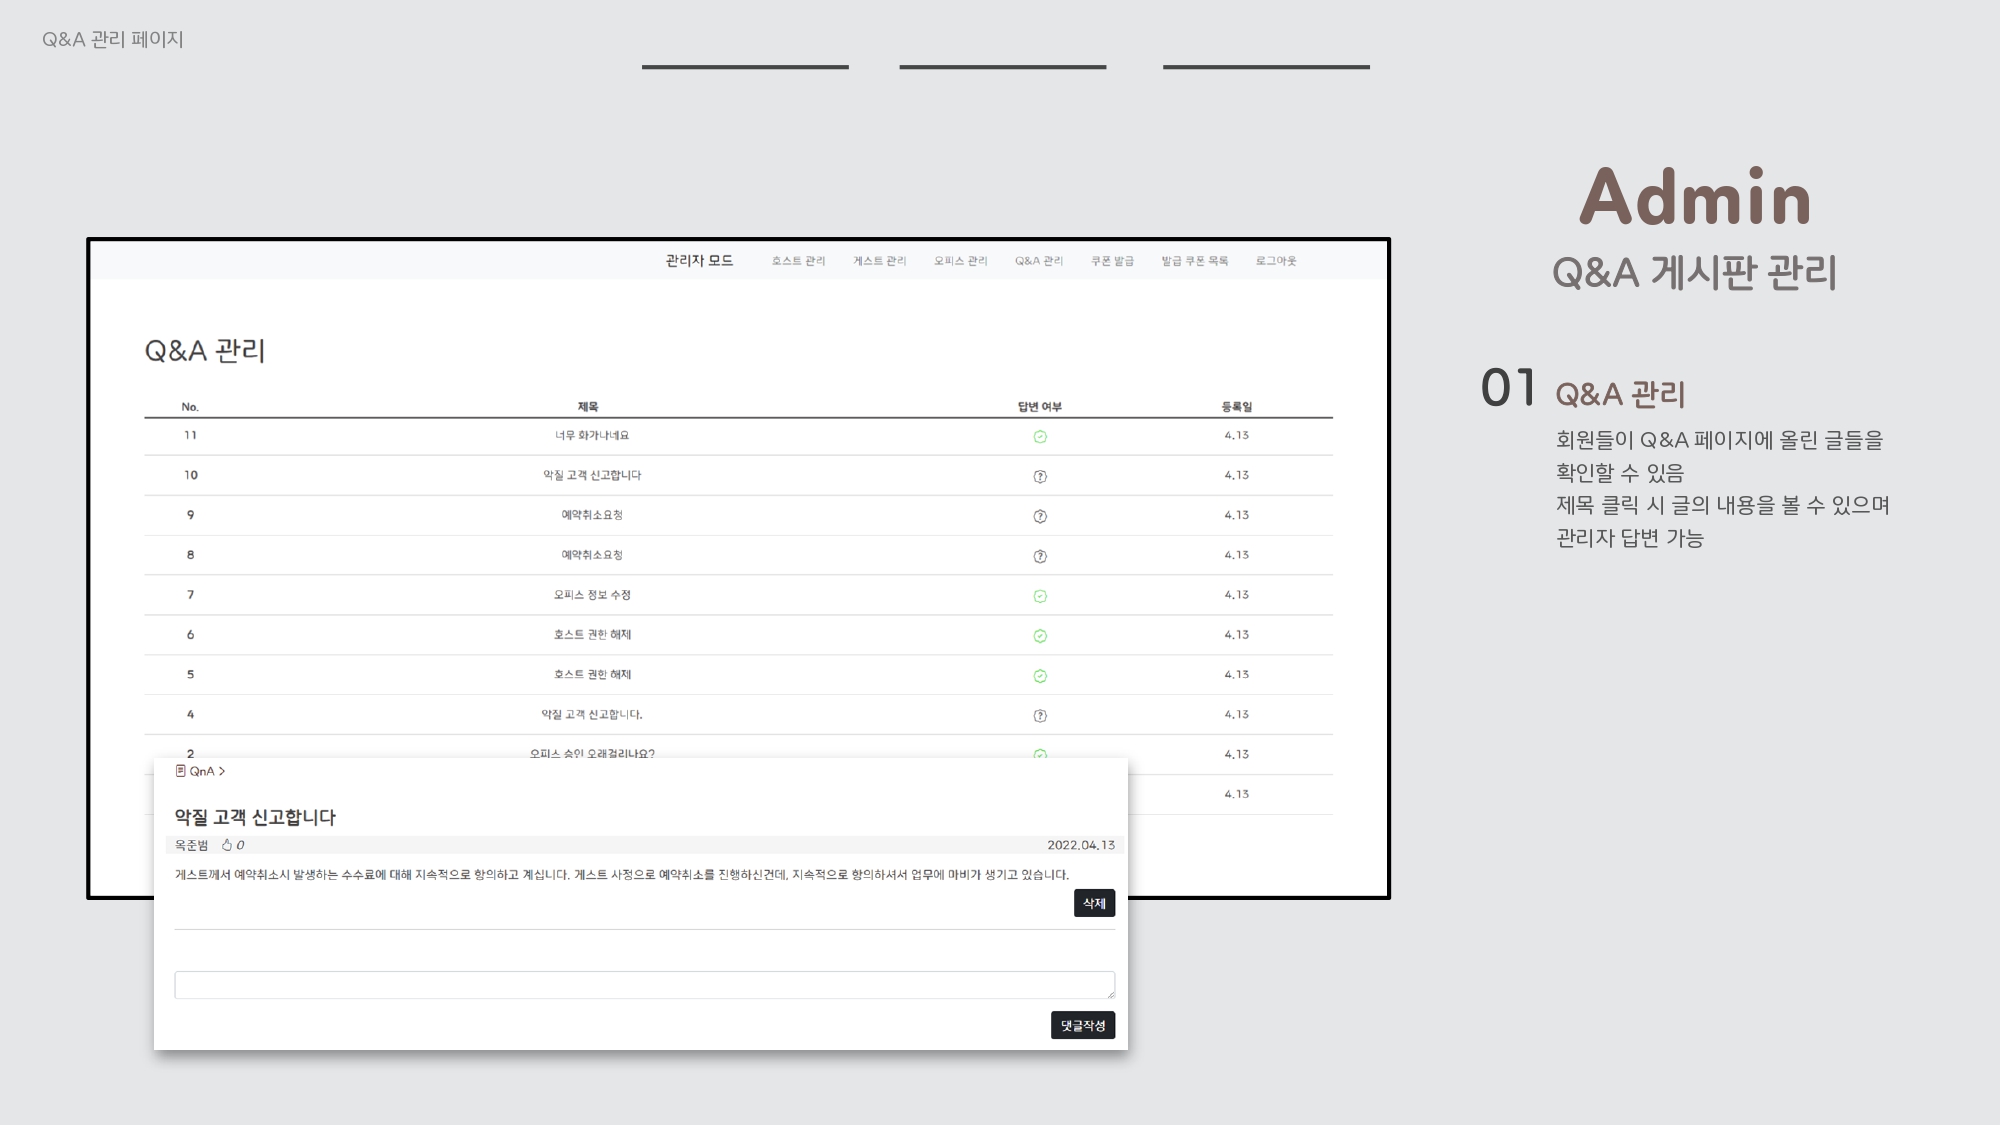 Q&A 관리 페이지
Admin
Q&A 게시판 관리
01 Q&A 관리
회원들이 Q&A 페이지에 올린 글들을
확인할 수 있음
제목 클릭 시 글의 내용을 볼 수 있으며
관리자 답변 가능
관리자 모드 호스트 관리 게스트 관리 오피스 관리 Q&A 관리 쿠폰 발급 발급 쿠폰 목록 로그아웃
Q&A 관리
No. 제목 답변 여부 등록일
11 너무 화가나네요 4.13
10 악질 고객 신고합니다 4.13
9 예약취소요청 4.13
8 예약취소요청 4.13
7 오피스 정보 수정 4.13
6 호스트 권한 해제 4.13
5 호스트 권한 해제 4.13
4 악질 고객 신고합니다. 4.13
2 오피스 승인 오래걸리나요? 4.13
4.13
QnA >
악질 고객 신고합니다
옥준범 0 2022.04.13
게스트께서 예약취소시 발생하는 수수료에 대해 지속적으로 항의하고 계십니다. 게스트 사정으로 예약취소를 진행하신건데, 지속적으로 항의하셔서 업무에 마비가 생기고 있습니다.
삭제
댓글작성